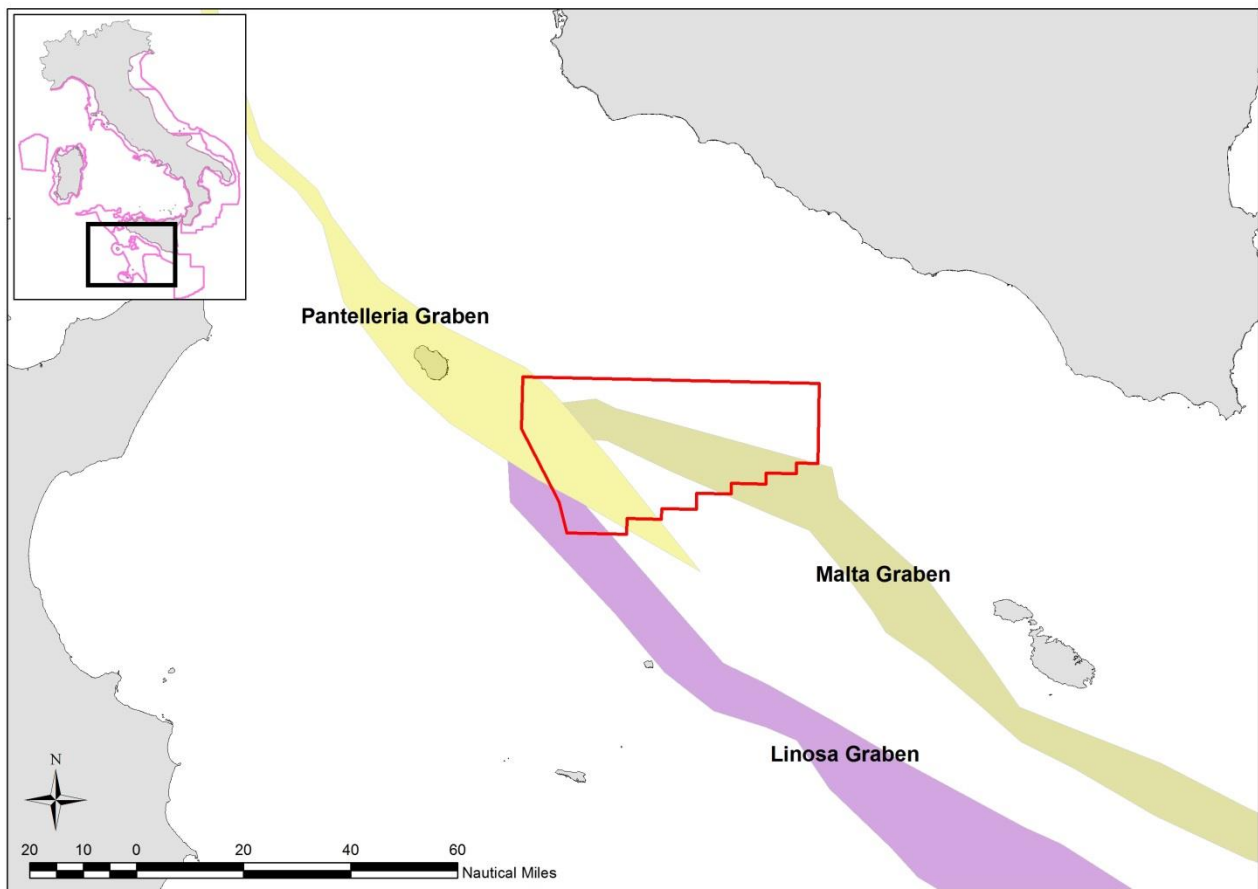 Pantelleria Graben
Malta Graben
Linosa Graben
N
20 10 0 20 40 60
Nautical Miles